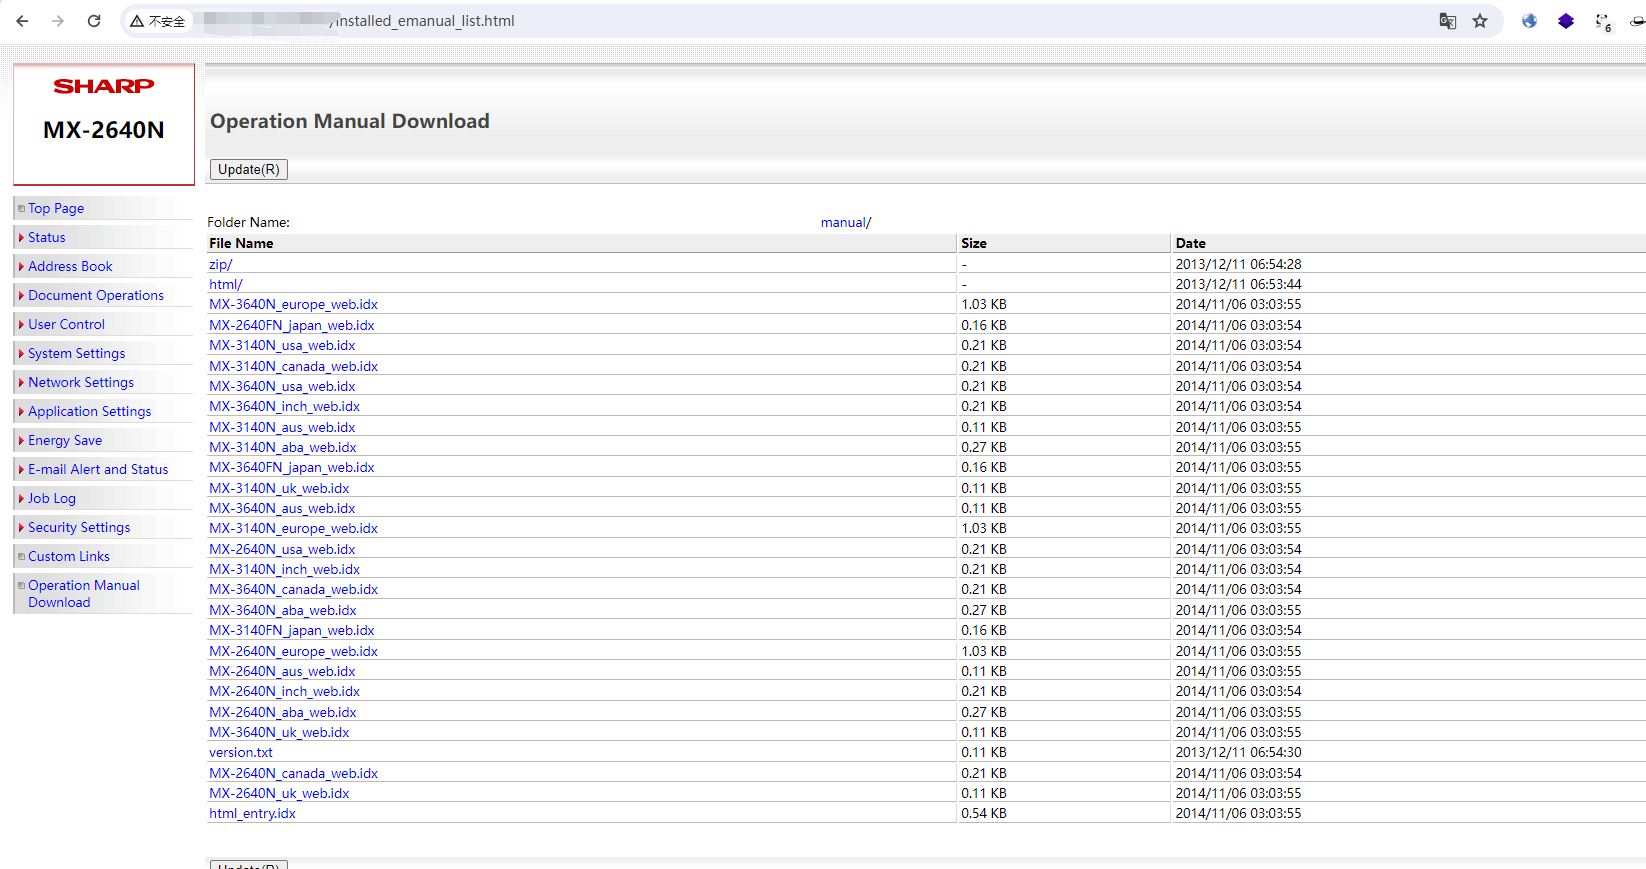 不安全 /installed_emanual_list.html
6
SHARP
MX-2640N
Operation Manual Download
Update(R)
Top Page
Status
Address Book
Document Operations
User Control
System Settings
Network Settings
Application Settings
Energy Save
E-mail Alert and Status
Job Log
Security Settings
Custom Links
Operation Manual
Download
Folder Name: manual/
File Name Size Date
zip/ - 2013/12/11 06:54:28
html/ - 2013/12/11 06:53:44
MX-3640N_europe_web.idx 1.03 KB 2014/11/06 03:03:55
MX-2640FN_japan_web.idx 0.16 KB 2014/11/06 03:03:54
MX-3140N_usa_web.idx 0.21 KB 2014/11/06 03:03:54
MX-3140N_canada_web.idx 0.21 KB 2014/11/06 03:03:54
MX-3640N_usa_web.idx 0.21 KB 2014/11/06 03:03:54
MX-3640N_inch_web.idx 0.21 KB 2014/11/06 03:03:54
MX-3140N_aus_web.idx 0.11 KB 2014/11/06 03:03:55
MX-3140N_aba_web.idx 0.27 KB 2014/11/06 03:03:55
MX-3640FN_japan_web.idx 0.16 KB 2014/11/06 03:03:54
MX-3140N_uk_web.idx 0.11 KB 2014/11/06 03:03:55
MX-3640N_aus_web.idx 0.11 KB 2014/11/06 03:03:55
MX-3140N_europe_web.idx 1.03 KB 2014/11/06 03:03:55
MX-2640N_usa_web.idx 0.21 KB 2014/11/06 03:03:54
MX-3140N_inch_web.idx 0.21 KB 2014/11/06 03:03:54
MX-3640N_canada_web.idx 0.21 KB 2014/11/06 03:03:54
MX-3640N_aba_web.idx 0.27 KB 2014/11/06 03:03:55
MX-3140FN_japan_web.idx 0.16 KB 2014/11/06 03:03:54
MX-2640N_europe_web.idx 1.03 KB 2014/11/06 03:03:55
MX-2640N_aus_web.idx 0.11 KB 2014/11/06 03:03:55
MX-2640N_inch_web.idx 0.21 KB 2014/11/06 03:03:54
MX-2640N_aba_web.idx 0.27 KB 2014/11/06 03:03:55
MX-3640N_uk_web.idx 0.11 KB 2014/11/06 03:03:55
version.txt 0.11 KB 2013/12/11 06:54:30
MX-2640N_canada_web.idx 0.21 KB 2014/11/06 03:03:54
MX-2640N_uk_web.idx 0.11 KB 2014/11/06 03:03:55
html_entry.idx 0.54 KB 2014/11/06 03:03:55
Update(R)